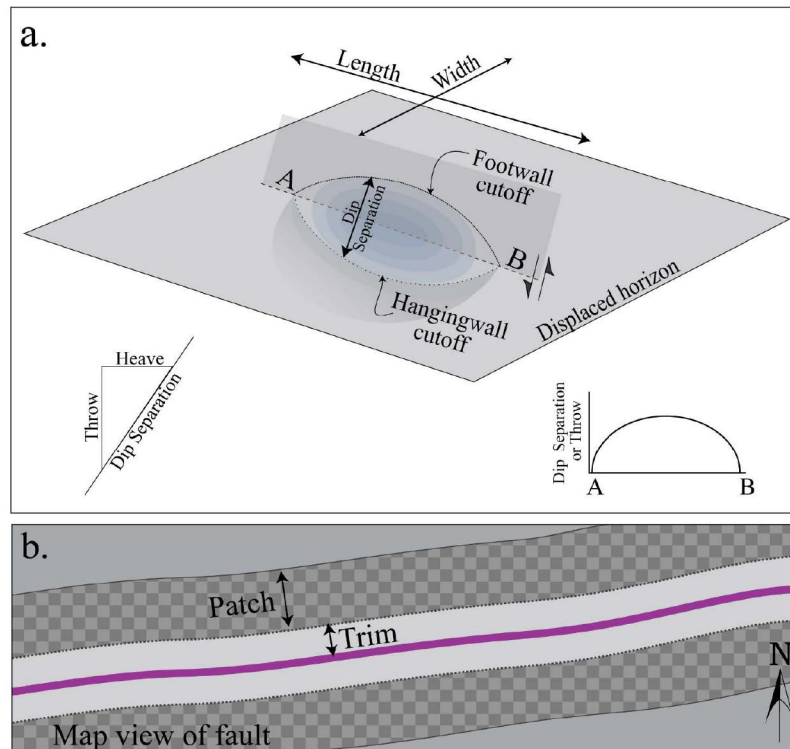 a.
Length
Width
A
Footwall
cutoff
Dip
Separation
B
Hangingwall
cutoff
Displaced horizon
Heave
Throw
Dip Separation
Dip Separation
or Throw
A
B
b.
Patch
Trim
N
Map view of fault